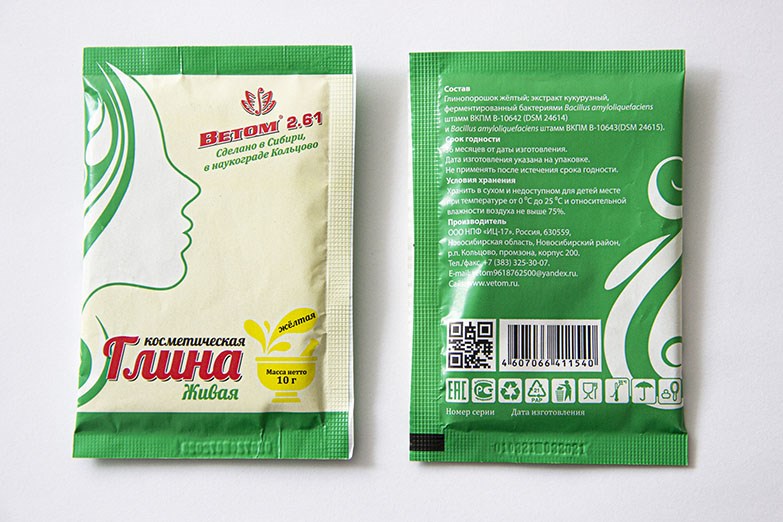 Ветом® 2.61
Сделано в Сибири,
в наукограде Кольцово
жёлтая
косметическая
Глина
Живая
Масса нетто
10 г
Состав
Глинопорошок жёлтый; экстракт кукурузный,
ферментированный бактериями Bacillus amyloliquefaciens
штамм ВКПМ В-10642 (DSM 24614)
и Bacillus amyloliquefaciens штамм ВКПМ В-10643(DSM 24615).
Срок годности
месяцев от даты изготовления.
Дата изготовления указана на упаковке.
Не применять после истечения срока годности.
Условия хранения
Хранить в сухом и недоступном для детей месте
при температуре от 0 ⁰С до 25 ⁰С и относительной
влажности воздуха не выше 75%.
Производитель
ООО НПФ «ИЦ-17». Россия, 630559,
Новосибирская область, Новосибирский район,
р.п. Кольцово, промзона, корпус 200.
Тел./факс +7 (383) 325-30-07.
E-mail vetom9618762500@yandex.ru.
Сайт www.vetom.ru.
4 607066 411540
EAC
PAP
Номер серии Дата изготовления